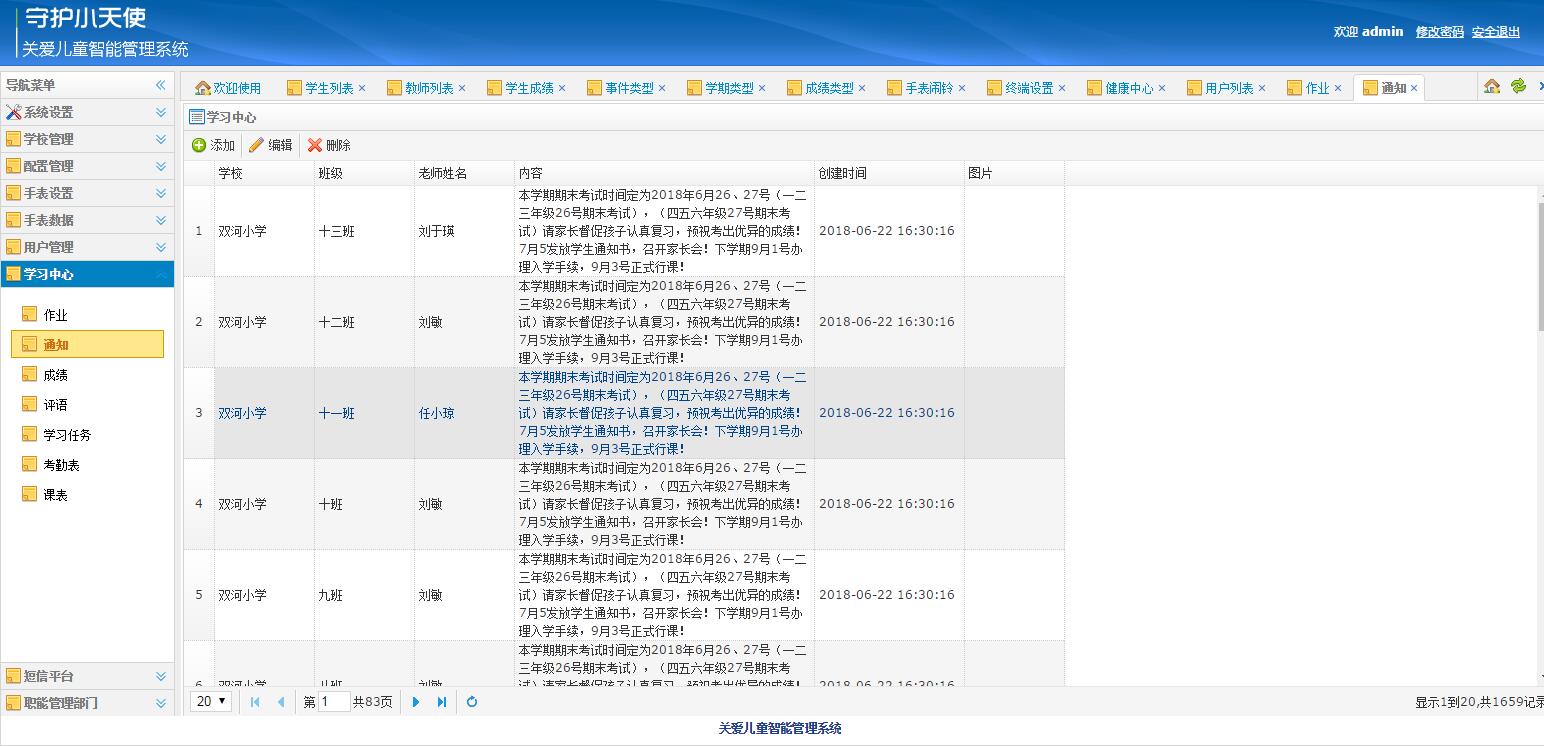 守护小天使
关爱儿童智能管理系统
欢迎 admin 修改密码 安全退出
导航菜单
系统设置
学校管理
配置管理
手表设置
手表数据
用户管理
学习中心
作业
通知
成绩
评语
学习任务
考勤表
课表
短信平台
职能管理部门
欢迎使用 学生列表 教师列表 学生成绩 事件类型 学期类型 成绩类型 手表闹铃 终端设置 健康中心 用户列表 作业 通知
学习中心
添加 编辑 删除
学校 班级 老师姓名 内容 创建时间 图片
本学期期末考试时间定为2018年6月26、27号（一二
三年级26号期末考试），（四五六年级27号期末考
1 双河小学 十三班 刘于瑛 试）请家长督促孩子认真复习，预祝考出优异的成绩！ 2018-06-22 16:30:16
7月5发放学生通知书，召开家长会！下学期9月1号办
理入学手续，9月3号正式行课！
本学期期末考试时间定为2018年6月26、27号（一二
三年级26号期末考试），（四五六年级27号期末考
2 双河小学 十二班 刘敏 试）请家长督促孩子认真复习，预祝考出优异的成绩！ 2018-06-22 16:30:16
7月5发放学生通知书，召开家长会！下学期9月1号办
理入学手续，9月3号正式行课！
本学期期末考试时间定为2018年6月26、27号（一二
三年级26号期末考试），（四五六年级27号期末考
3 双河小学 十一班 任小琼 试）请家长督促孩子认真复习，预祝考出优异的成绩！ 2018-06-22 16:30:16
7月5发放学生通知书，召开家长会！下学期9月1号办
理入学手续，9月3号正式行课！
本学期期末考试时间定为2018年6月26、27号（一二
三年级26号期末考试），（四五六年级27号期末考
4 双河小学 十班 刘敏 试）请家长督促孩子认真复习，预祝考出优异的成绩！ 2018-06-22 16:30:16
7月5发放学生通知书，召开家长会！下学期9月1号办
理入学手续，9月3号正式行课！
本学期期末考试时间定为2018年6月26、27号（一二
三年级26号期末考试），（四五六年级27号期末考
5 双河小学 九班 刘敏 试）请家长督促孩子认真复习，预祝考出优异的成绩！ 2018-06-22 16:30:16
7月5发放学生通知书，召开家长会！下学期9月1号办
理入学手续，9月3号正式行课！
本学期期末考试时间定为2018年6月26、27号（一二
三年级26号期末考试），（四五六年级27号期末考
6 双河小学 八班 刘敏 试）请家长督促孩子认真复习，预祝考出优异的成绩！ 2018-06-22 16:30:16
20 第 1 共83页 显示1到20,共1659记录
关爱儿童智能管理系统